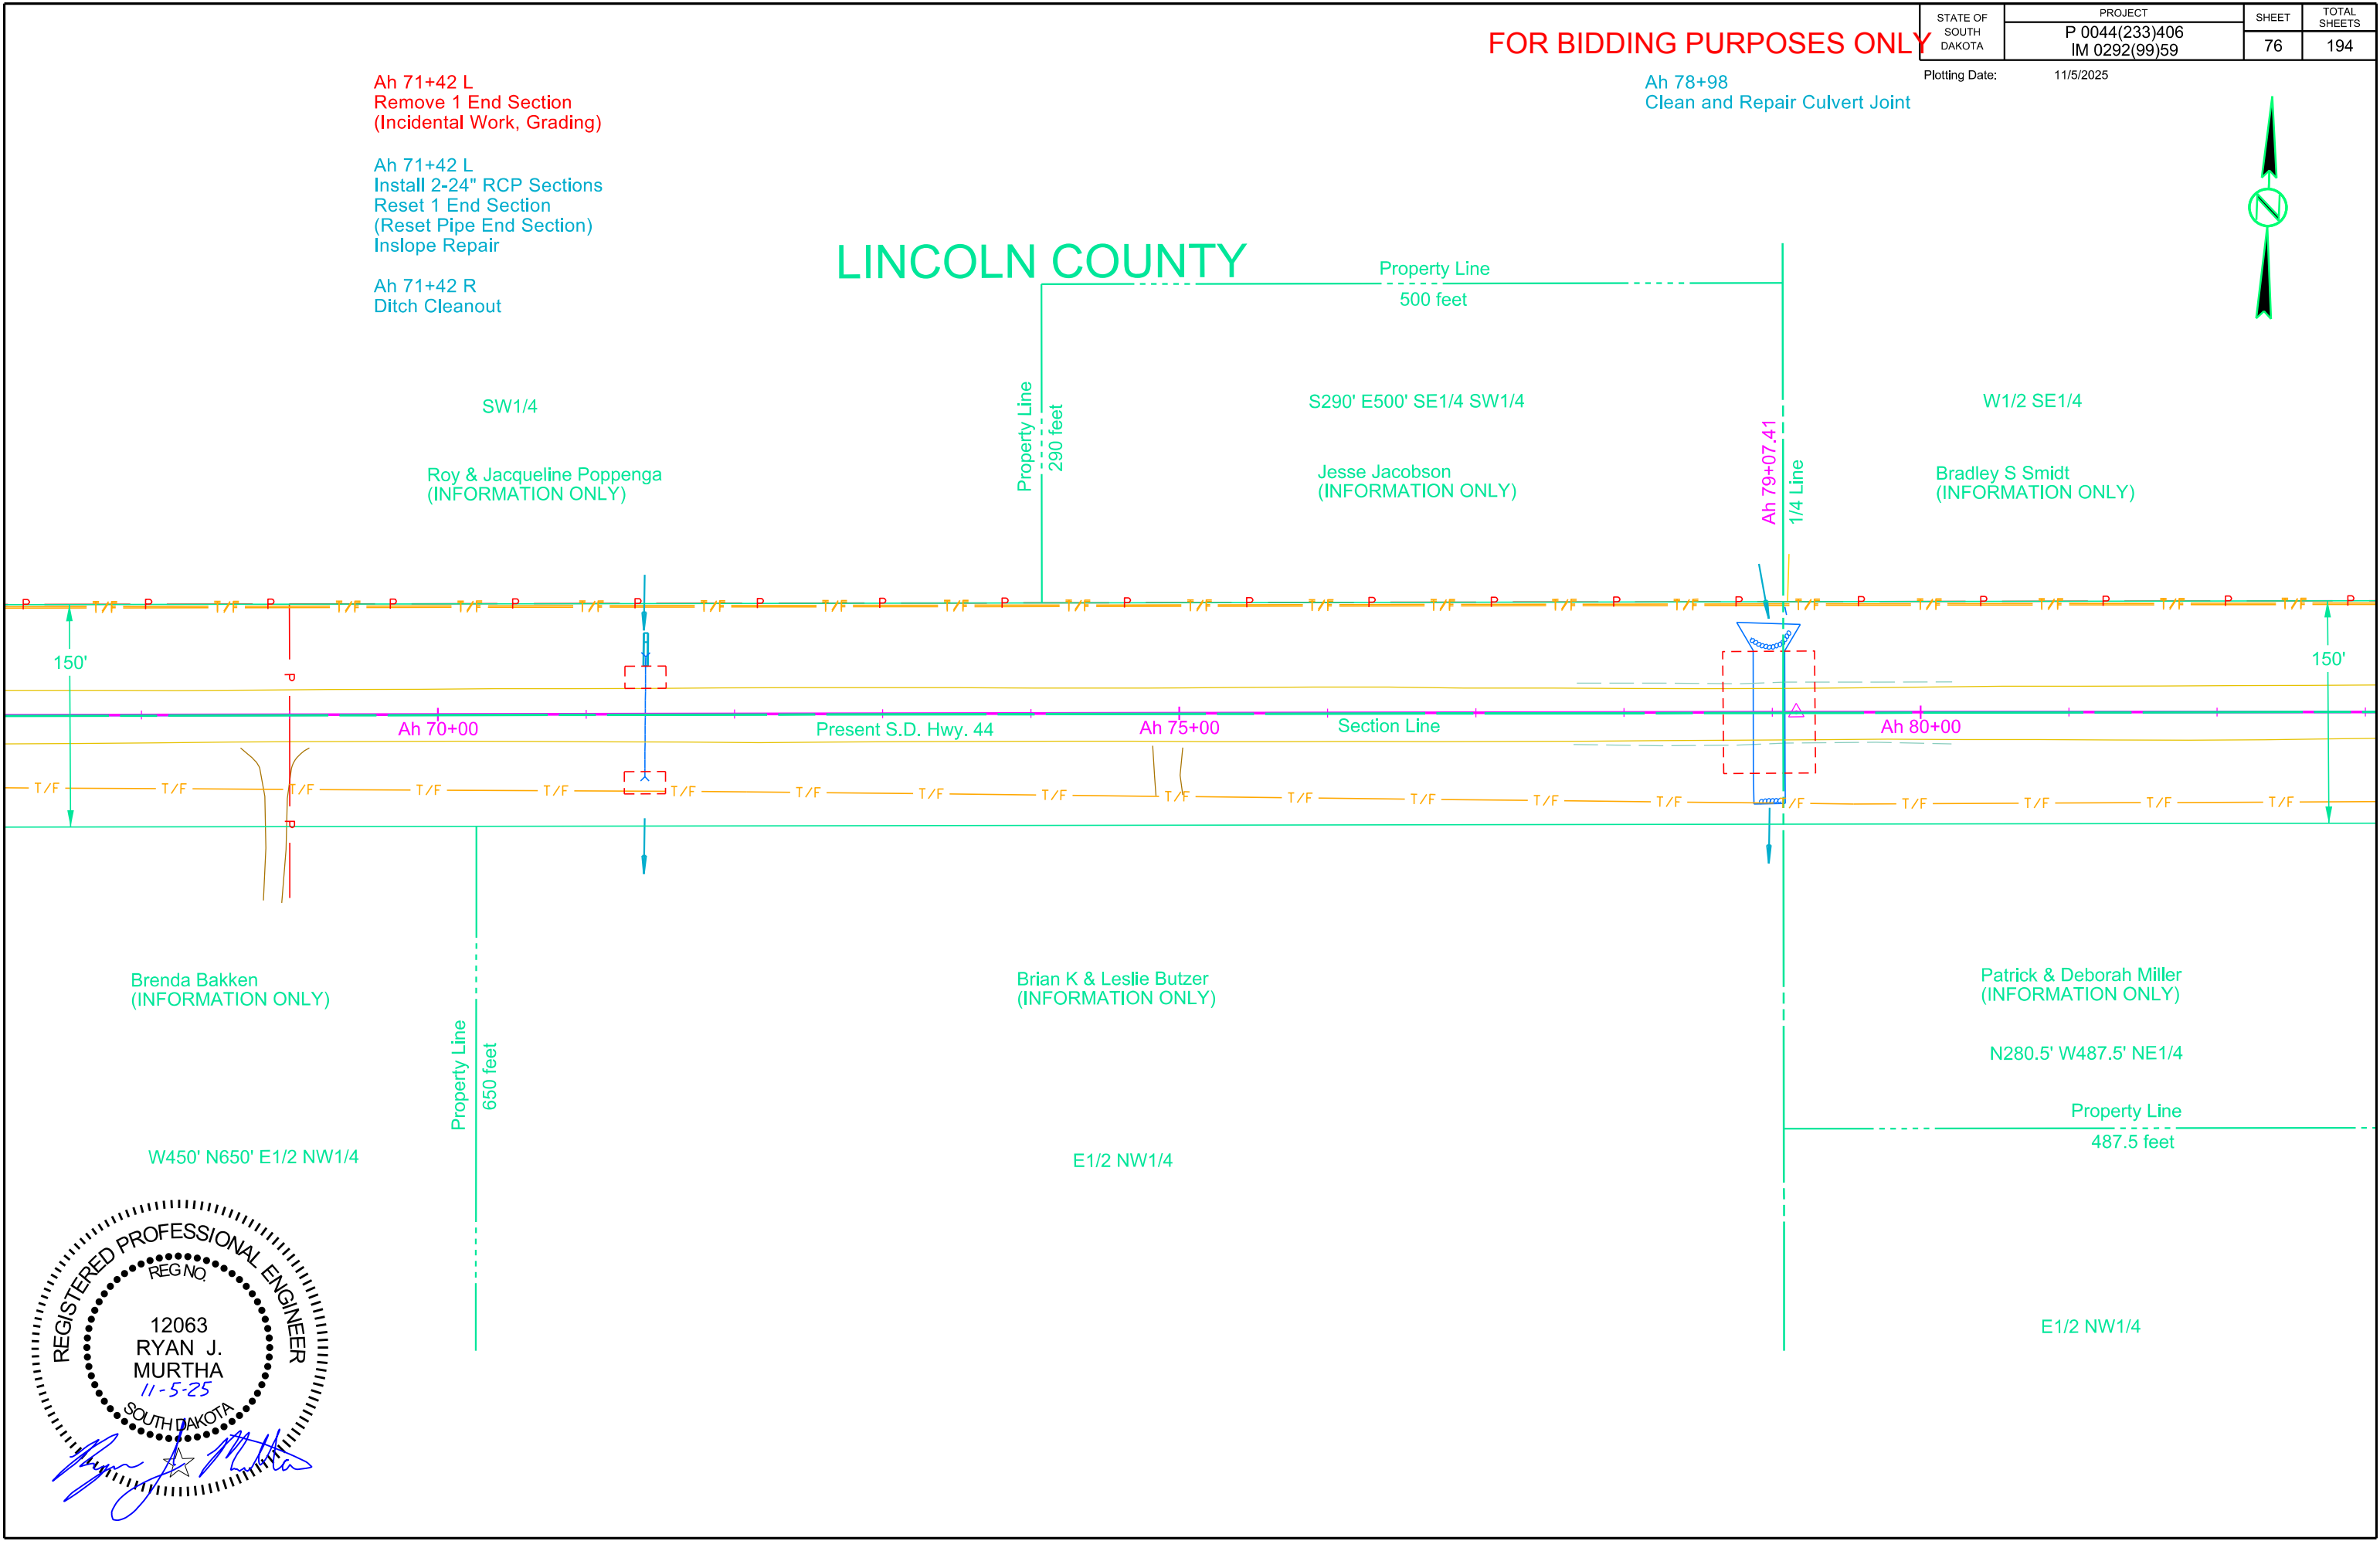 FOR BIDDING PURPOSES ONLY
STATE OF
SOUTH
DAKOTA
PROJECT
P 0044(233)406
IM 0292(99)59
SHEET
76
TOTAL
SHEETS
194
Plotting Date: 11/5/2025
Ah 71+42 L
Remove 1 End Section
(Incidental Work, Grading)
Ah 71+42 L
Install 2-24" RCP Sections
Reset 1 End Section
(Reset Pipe End Section)
Inslope Repair
Ah 71+42 R
Ditch Cleanout
Ah 78+98
Clean and Repair Culvert Joint
N
LINCOLN COUNTY
Property Line
500 feet
Property Line
290 feet
SW1/4
Roy & Jacqueline Poppenga
(INFORMATION ONLY)
S290' E500' SE1/4 SW1/4
Jesse Jacobson
(INFORMATION ONLY)
Ah 79+07.41
1/4 Line
W1/2 SE1/4
Bradley S Smidt
(INFORMATION ONLY)
P P P P P P P P P P P P P P P P P P P P
T/F T/F T/F T/F T/F T/F T/F T/F T/F T/F T/F T/F T/F T/F T/F T/F T/F T/F T/F
150'
P
150'
Ah 70+00
Present S.D. Hwy. 44
Ah 75+00
Section Line
Ah 80+00
T/F T/F T/F T/F T/F T/F T/F T/F T/F T/F T/F T/F T/F T/F T/F T/F T/F T/F T/F
P
Brenda Bakken
(INFORMATION ONLY)
Property Line
650 feet
W450' N650' E1/2 NW1/4
Brian K & Leslie Butzer
(INFORMATION ONLY)
E1/2 NW1/4
Patrick & Deborah Miller
(INFORMATION ONLY)
N280.5' W487.5' NE1/4
Property Line
487.5 feet
E1/2 NW1/4
REGISTERED PROFESSIONAL ENGINEER
REG NO.
12063
RYAN J.
MURTHA
11-5-25
SOUTH DAKOTA
Ryan J Murtha